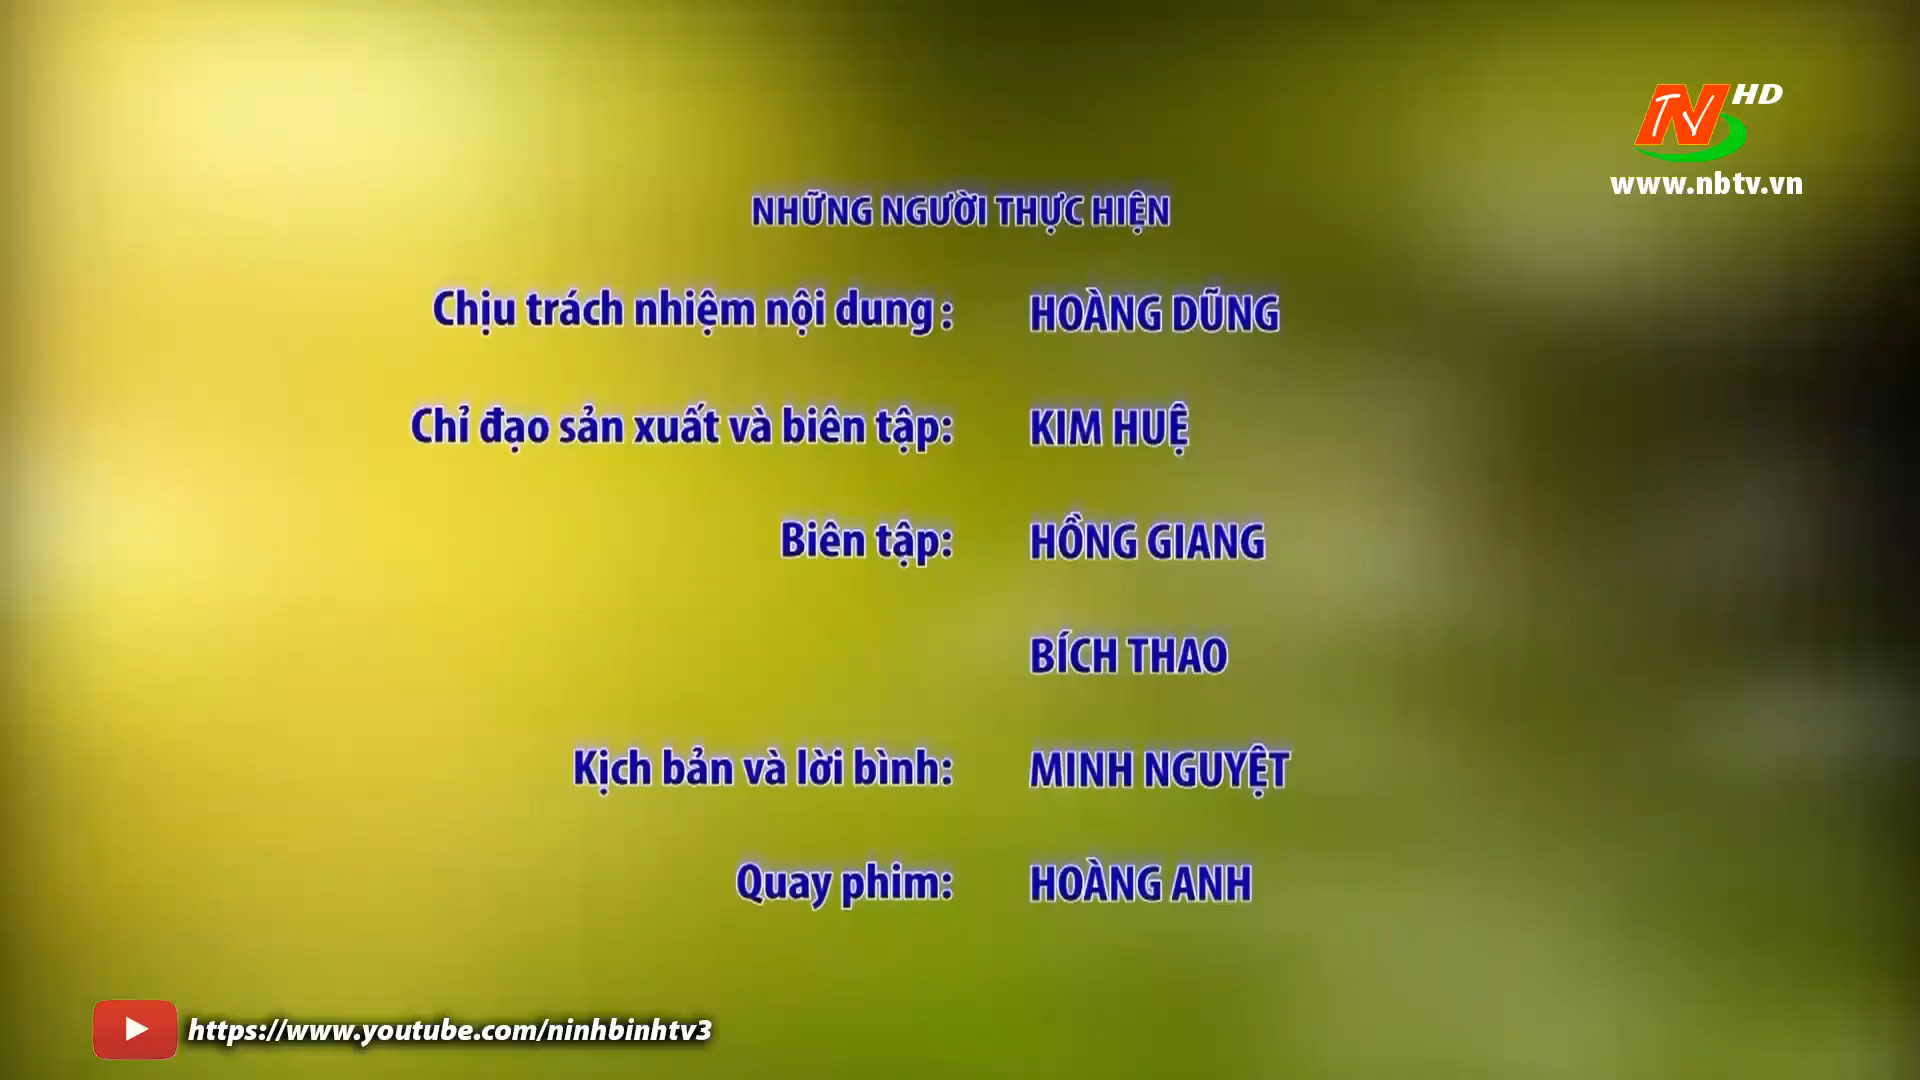 NTV HD
www.nbtv.vn
NHỮNG NGƯỜI THỰC HIỆN
Chịu trách nhiệm nội dung : HOÀNG DŨNG
Chỉ đạo sản xuất và biên tập: KIM HUỆ
Biên tập: HỒNG GIANG
BÍCH THAO
Kịch bản và lời bình: MINH NGUYỆT
Quay phim: HOÀNG ANH
https://www.youtube.com/ninhbinhtv3